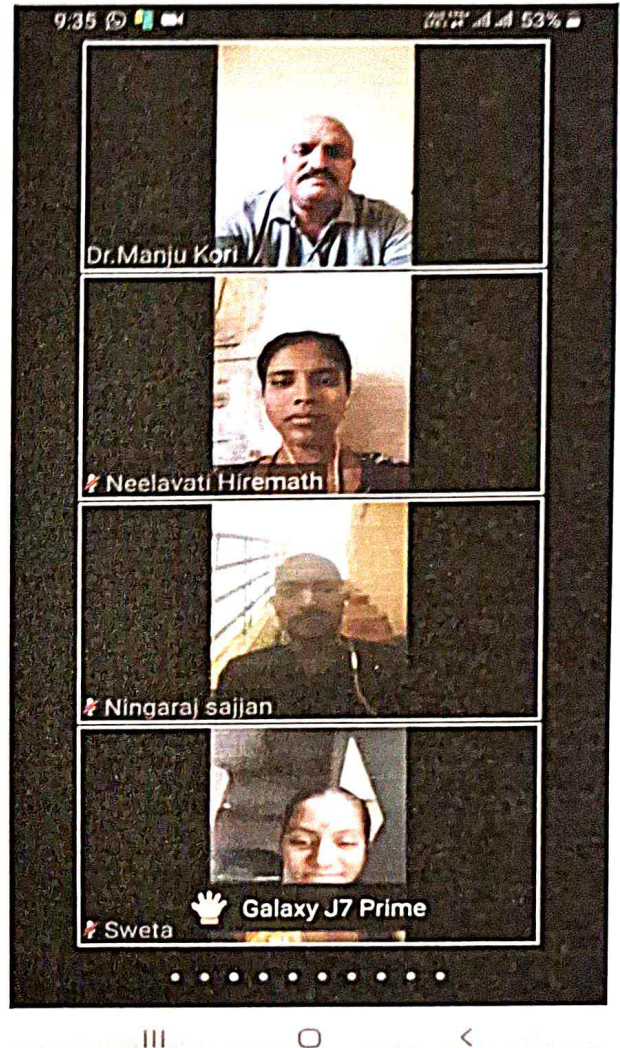 9:35 53%
Dr.Manju Kori
Neelavati Hiremath
Ningaraj sajjan
Galaxy J7 Prime
Sweta